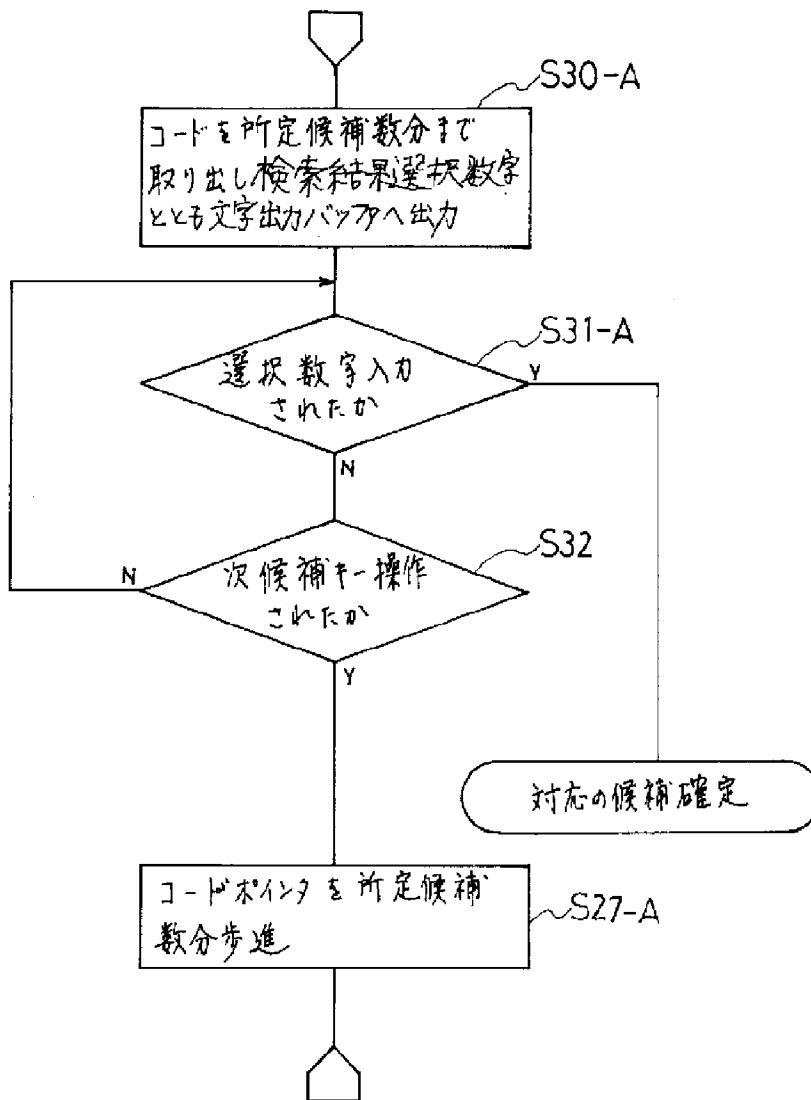 S30-A
コードを所定候補数分まで
取り出し検索結果選択数字
ととも文字出力バッファへ出力
S31-A
選択数字入力
されたか
Y
N
S32
次候補キー操作
されたか
N
Y
対応の候補確定
コードポインタを所定候補
数分歩進
S27-A